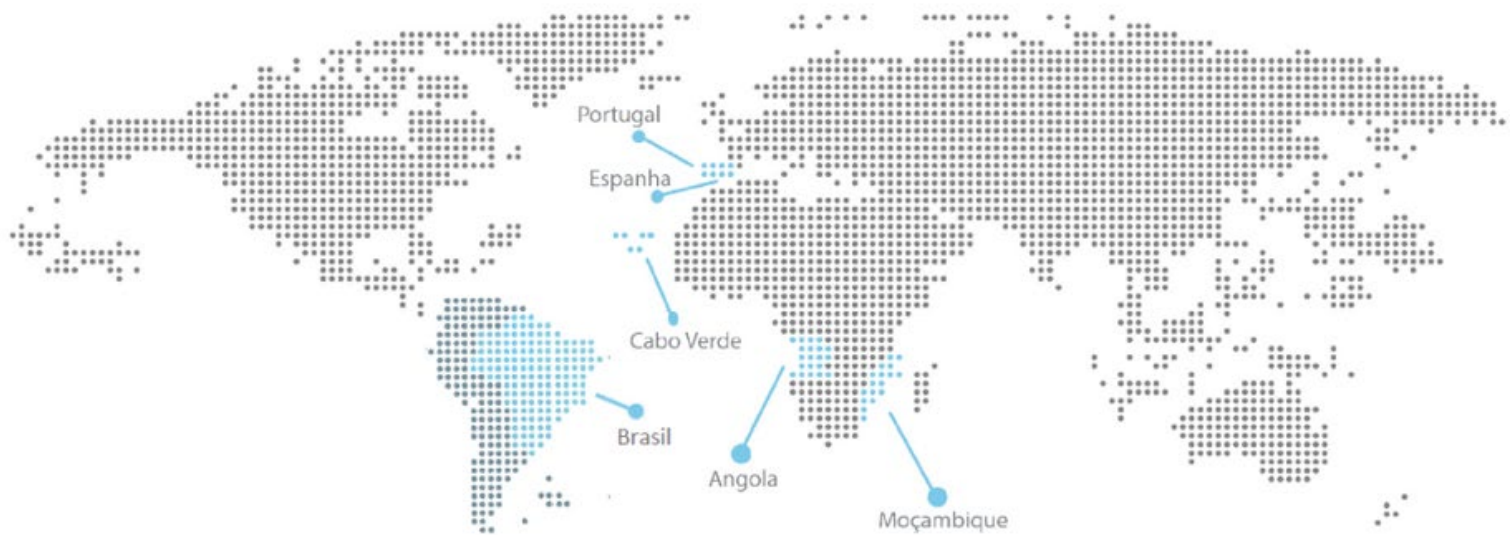 Portugal
Espanha
Cabo Verde
Brasil
Angola
Moçambique